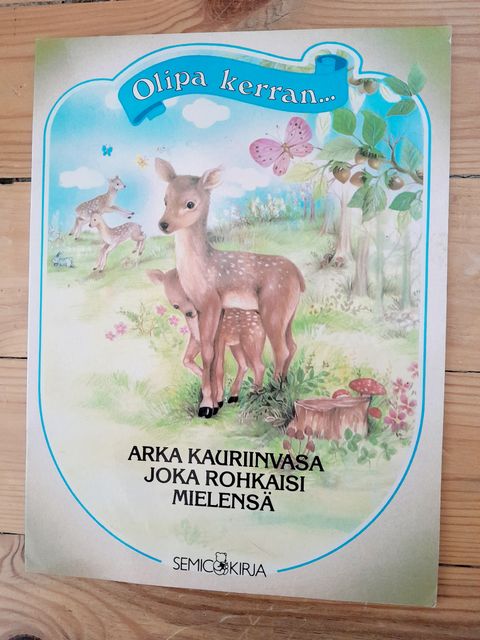 Olipa kerran...
ARKA KAURIINVASA
JOKA ROHKAISI
MIELENSÄ
SEMIC KIRJA